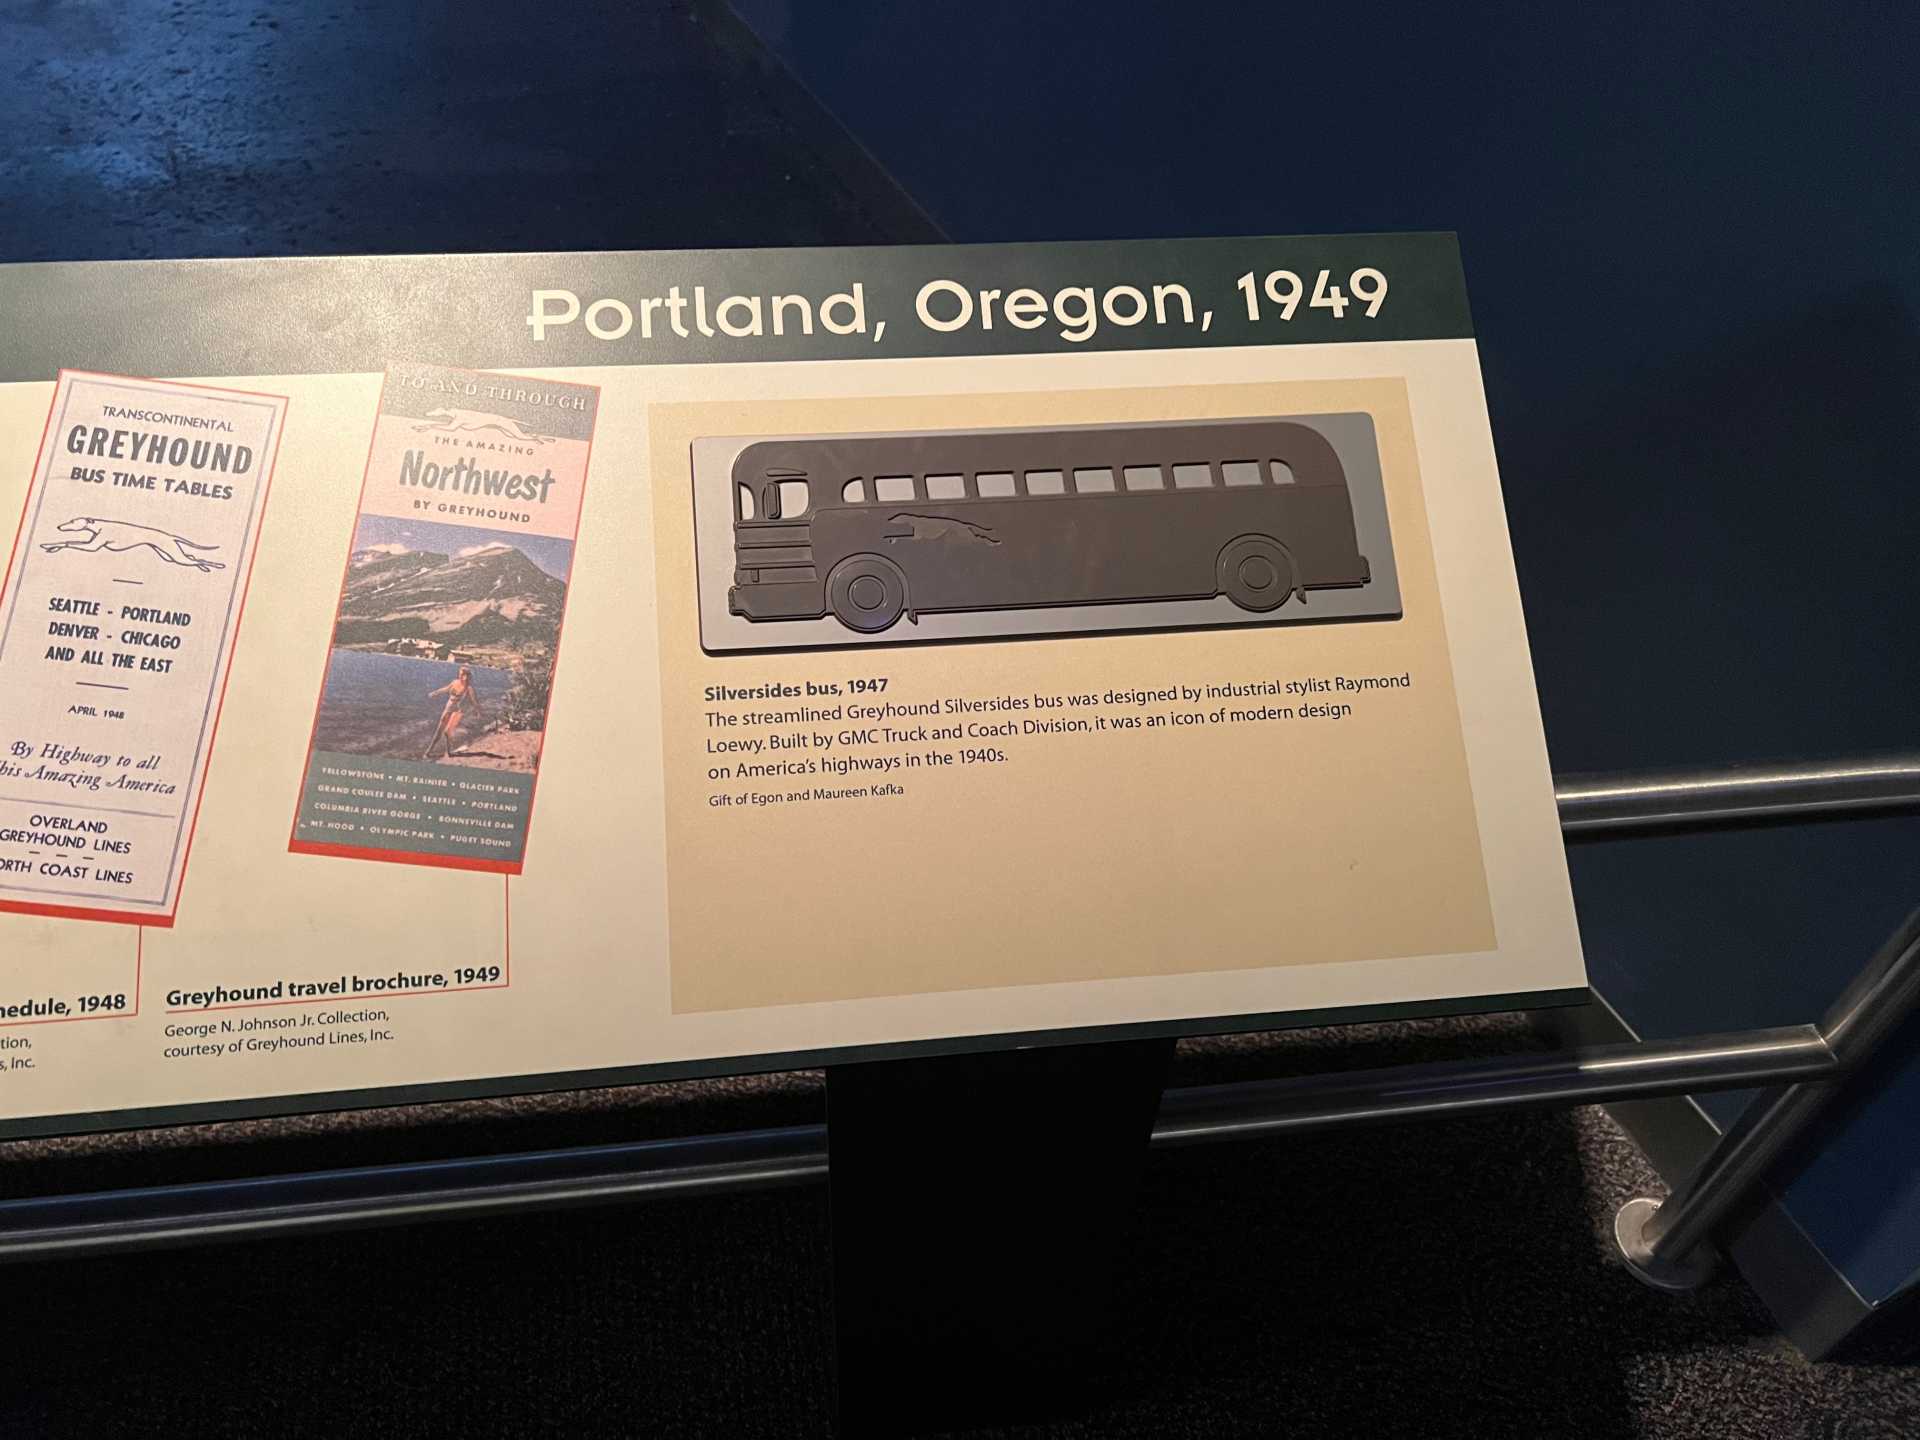 Portland, Oregon, 1949
TRANSCONTINENTAL
GREYHOUND
BUS TIME TABLES
SEATTLE - PORTLAND
DENVER - CHICAGO
AND ALL THE EAST
APRIL 1948
By Highway to all
this Amazing America
OVERLAND
GREYHOUND LINES
ORTH COAST LINES
hedule, 1948
tion,
s, Inc.
TO AND THROUGH
THE AMAZING
Northwest
BY GREYHOUND
YELLOWSTONE • MT. RAINIER • GLACIER PARK
GRAND COULEE DAM • SEATTLE • PORTLAND
COLUMBIA RIVER GORGE • BONNEVILLE DAM
MT. HOOD • OLYMPIC PARK • PUGET SOUND
Greyhound travel brochure, 1949
George N. Johnson Jr. Collection,
courtesy of Greyhound Lines, Inc.
Silversides bus, 1947
The streamlined Greyhound Silversides bus was designed by industrial stylist Raymond
Loewy. Built by GMC Truck and Coach Division, it was an icon of modern design
on America's highways in the 1940s.
Gift of Egon and Maureen Kafka